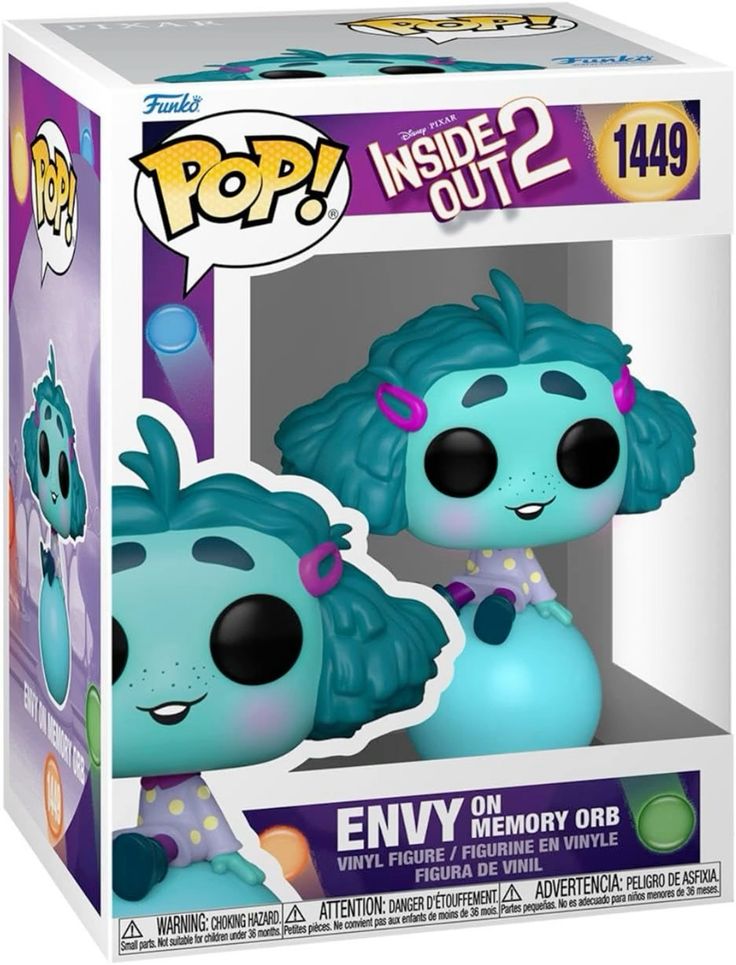 PIXAR
POP!
Funko
Funko
POP!
Disney · PIXAR
INSIDE
OUT 2
1449
POP!
ENVY ON MEMORY ORB
1449
ENVY ON
MEMORY ORB
VINYL FIGURE / FIGURINE EN VINYLE
FIGURA DE VINIL
WARNING: CHOKING HAZARD.
Small parts. Not suitable for children under 36 months.
ATTENTION: DANGER D'ÉTOUFFEMENT.
Petites pièces. Ne convient pas aux enfants de moins de 36 mois.
ADVERTENCIA: PELIGRO DE ASFIXIA.
Partes pequeñas. No es adecuado para niños menores de 36 meses.